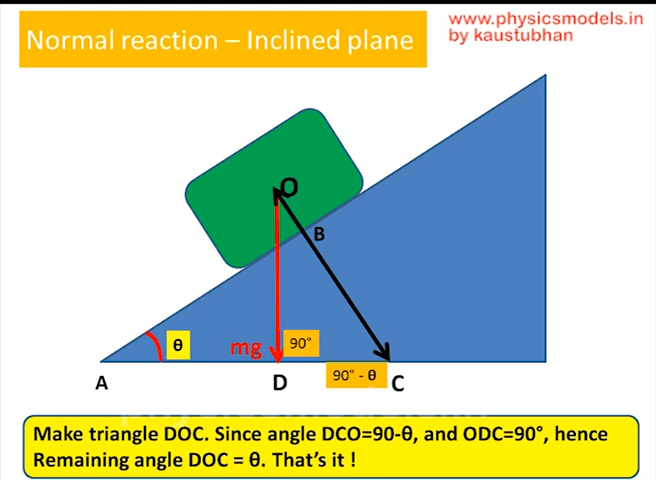 www.physicsmodels.in
by kaustubhan
Normal reaction – Inclined plane
O
B
θ
mg
90°
90° - θ
A
D
C
Make triangle DOC. Since angle DCO=90-θ, and ODC=90°, hence
Remaining angle DOC = θ. That's it !